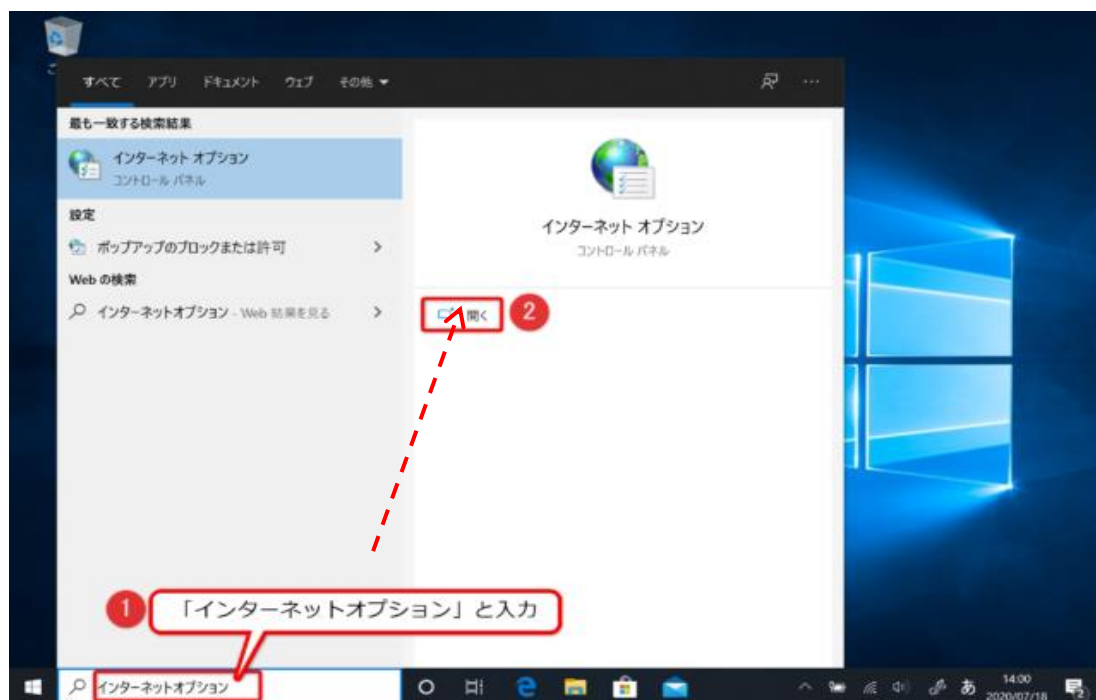 すべて アプリ ドキュメント ウェブ その他 ...
最も一致する検索結果
インターネット オプション
コントロール パネル
設定
ポップアップのブロックまたは許可
Web の検索
インターネットオプション - Web 結果を見る
インターネット オプション
コントロール パネル
開く 2
1 「インターネットオプション」と入力
インターネットオプション
あ 14:00
2020/07/18
2